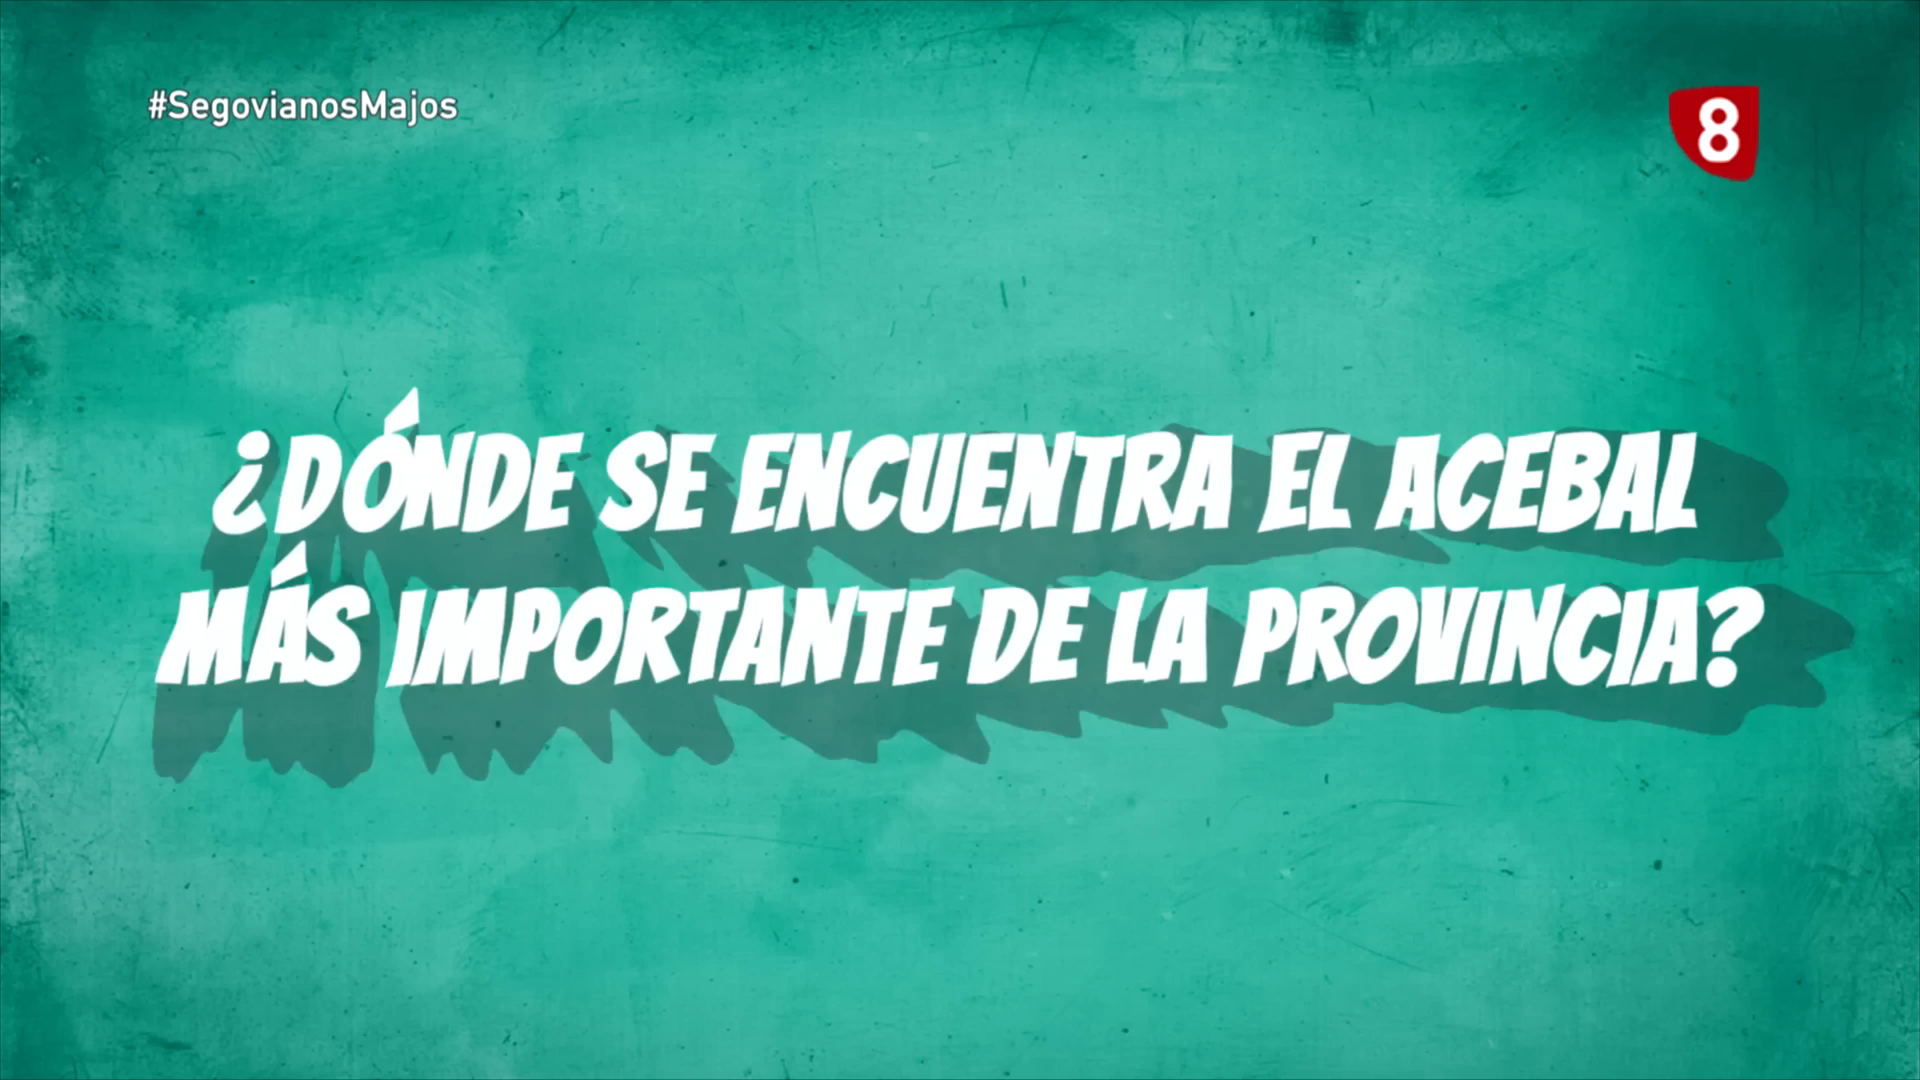 #SegovianosMajos
8
¿DÓNDE SE ENCUENTRA EL ACEBAL
MÁS IMPORTANTE DE LA PROVINCIA?